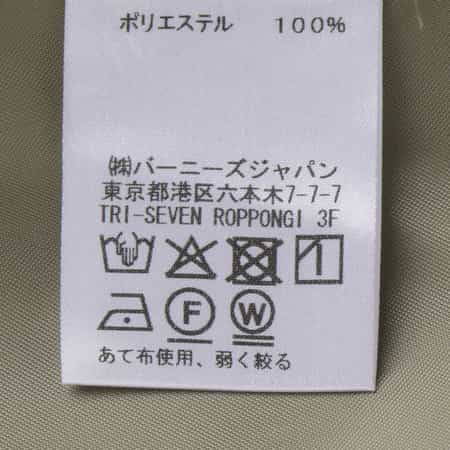 ポリエステル 100%
㈱バーニーズジャパン
東京都港区六本木7-7-7
TRI-SEVEN ROPPONGI 3F
F W
あて布使用、弱く絞る